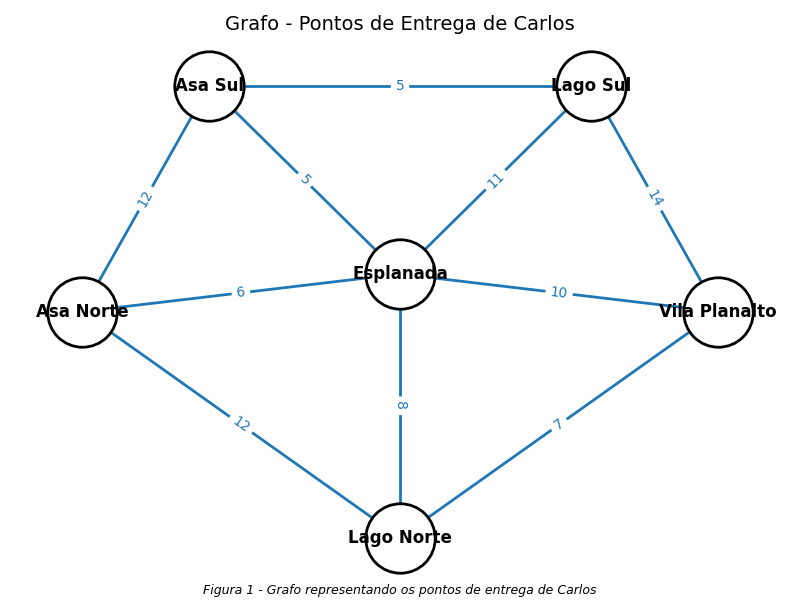 Grafo - Pontos de Entrega de Carlos
Asa Sul
5
Lago Sul
12
5
11
14
Esplanada
Asa Norte
6
10
Vila Planalto
12
8
7
Lago Norte
Figura 1 - Grafo representando os pontos de entrega de Carlos